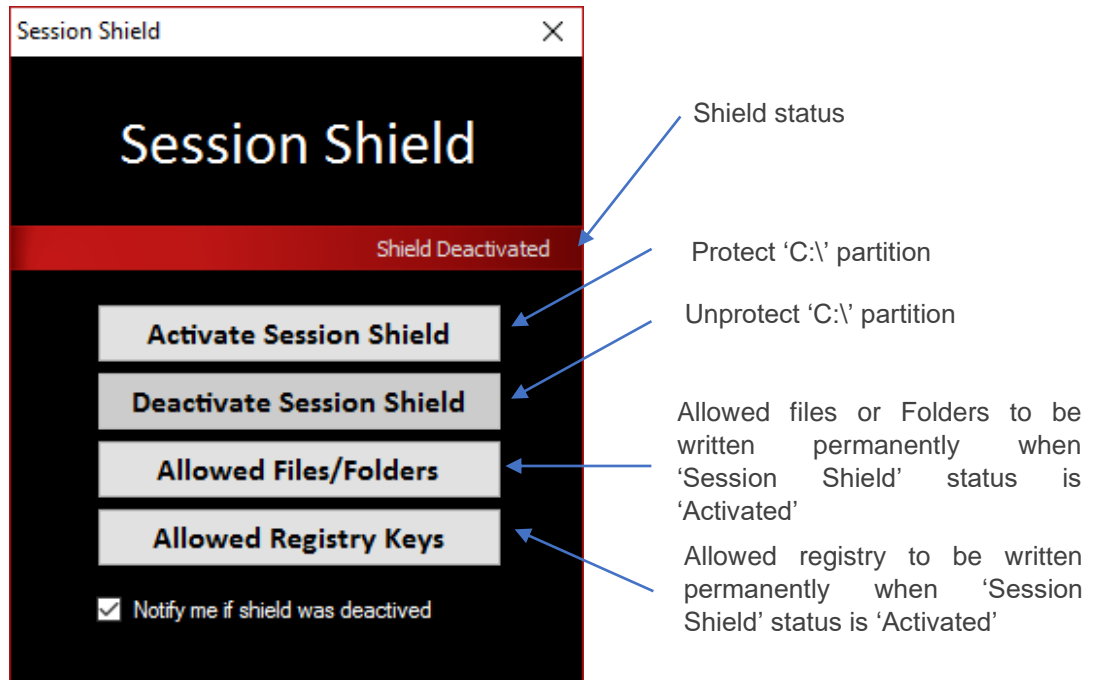 Session Shield
Session Shield
Shield Deactivated
Activate Session Shield
Deactivate Session Shield
Allowed Files/Folders
Allowed Registry Keys
Notify me if shield was deactived
Shield status
Protect ‘C:\’ partition
Unprotect ‘C:\’ partition
Allowed files or Folders to be
written permanently when
‘Session Shield’ status is
‘Activated’
Allowed registry to be written
permanently when ‘Session
Shield’ status is ‘Activated’